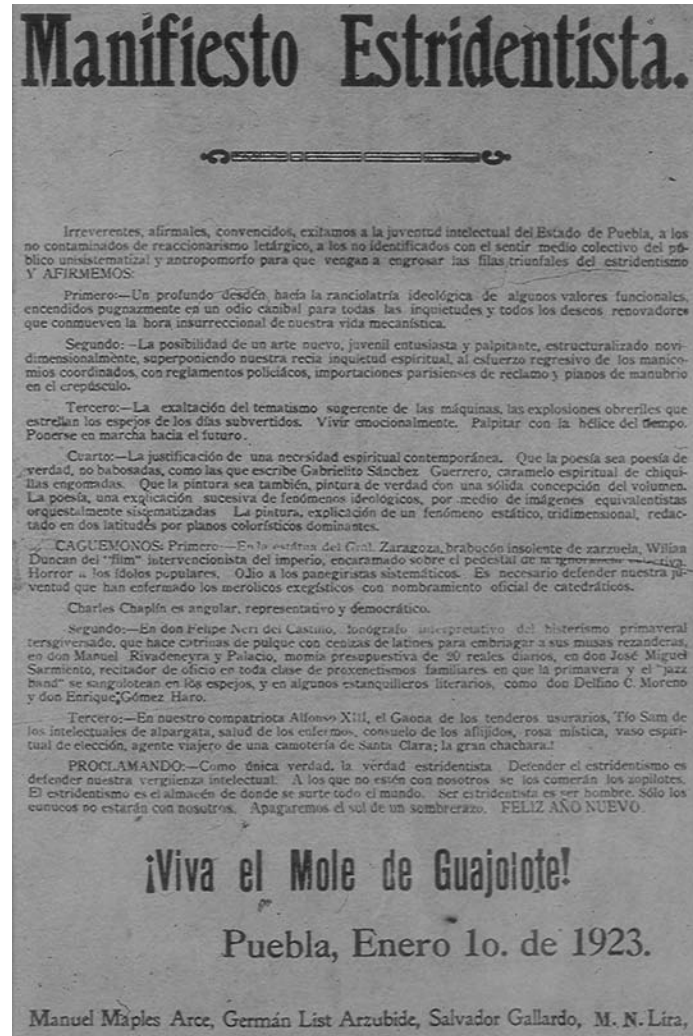 Manifiesto Estridentista.
Irreverentes, afirmales, convencidos, exitamos a la juventud intelectual del Estado de Puebla, a los
no contaminados de reaccionarismo letárgico, a los no identificados con el sentir medio colectivo del pú-
blico unisistematizal y antropomorfo para que vengan a engrosar las filas triunfales del estridentismo
Y AFIRMEMOS:
Primero:—Un profundo desdén hacia la ranciolatría ideológica de algunos valores funcionales,
encendidos pugnazmente en un odio caníbal para todas las inquietudes y todos los deseos renovadores
que conmueven la hora insurreccional de nuestra vida mecanística.
Segundo:—La posibilidad de un arte nuevo, juvenil entusiasta y palpitante, estructuralizado novi-
dimensionalmente, superponiendo nuestra recia inquietud espiritual, al esfuerzo regresivo de los manico-
mios coordinados, con reglamentos policíacos, importaciones parisienses de reclamo y pianos de manubrio
en el crepúsculo.
Tercero:—La exaltación del tematismo sugerente de las máquinas, las explosiones obreriles que
estrellan los espejos de los días subvertidos. Vivir emocionalmente. Palpitar con la hélice del tiempo.
Ponerse en marcha hacia el futuro.
Cuarto:—La justificación de una necesidad espiritual contemporánea. Que la poesía sea poesía de
verdad, no babosadas, como las que escribe Gabrielito Sánchez Guerrero, caramelo espiritual de chiqui-
llas engomadas. Que la pintura sea también, pintura de verdad con una sólida concepción del volumen.
La poesía, una explicación sucesiva de fenómenos ideológicos, por medio de imágenes equivalentistas
orquestalmente sistematizadas La pintura, explicación de un fenómeno estático, tridimensional, redac-
tado en dos latitudes por planos colorísticos dominantes.
CAGUEMONOS: Primero:—En la estátua del Gral. Zaragoza, brabucón insolente de zarzuela, Wilian
Duncan del "film" intervencionista del imperio, encaramado sobre el pedestal de la ignorancia colectiva.
Horror a los ídolos populares. Odio a los panegiristas sistemáticos. Es necesario defender nuestra ju-
ventud que han enfermado los merolicos exegísticos con nombramiento oficial de catedráticos.
Charles Chaplín es angular, representativo y democrático.
Segundo:—En don Felipe Neri del Castillo, fonógrafo interpretativo del histerismo primaveral
tersgiversado, que hace catrinas de pulque con cenizas de latines para embriagar a sus musas rezanderas,
en don Manuel Rivadeneyra y Palacio, momia presupuestiva de 20 reales diarios, en don José Miguel
Sarmiento, recitador de oficio en toda clase de proxenetismos familiares en que la primavera y el "jazz
band" se sangolotean en los espejos, y en algunos estanquilleros literarios, como don Delfino C. Moreno
y don Enrique Gómez Haro.
Tercero:—En nuestro compatriota Alfonso XIII, el Gaona de los tenderos usurarios, Tío Sam de
los intelectuales de alpargata, salud de los enfermos, consuelo de los aflijidos, rosa mística, vaso espiri-
tual de elección, agente viajero de una camotería de Santa Clara; la gran chachara.!
PROCLAMANDO:—Como única verdad, la verdad estridentista Defender el estridentismo es
defender nuestra vergüienza intelectual. A los que no estén con nosotros se los comerán los zopilotes.
El estridentismo es el almacén de donde se surte todo el mundo. Ser estridentista es ser hombre. Sólo los
eunucos no estarán con nosotros. Apagaremos el sol de un sombrerazo. FELIZ AÑO NUEVO
¡Viva el Mole de Guajolote!
Puebla, Enero 1o. de 1923.
Manuel Maples Arce, Germán List Arzubide, Salvador Gallardo, M. N. Lira,